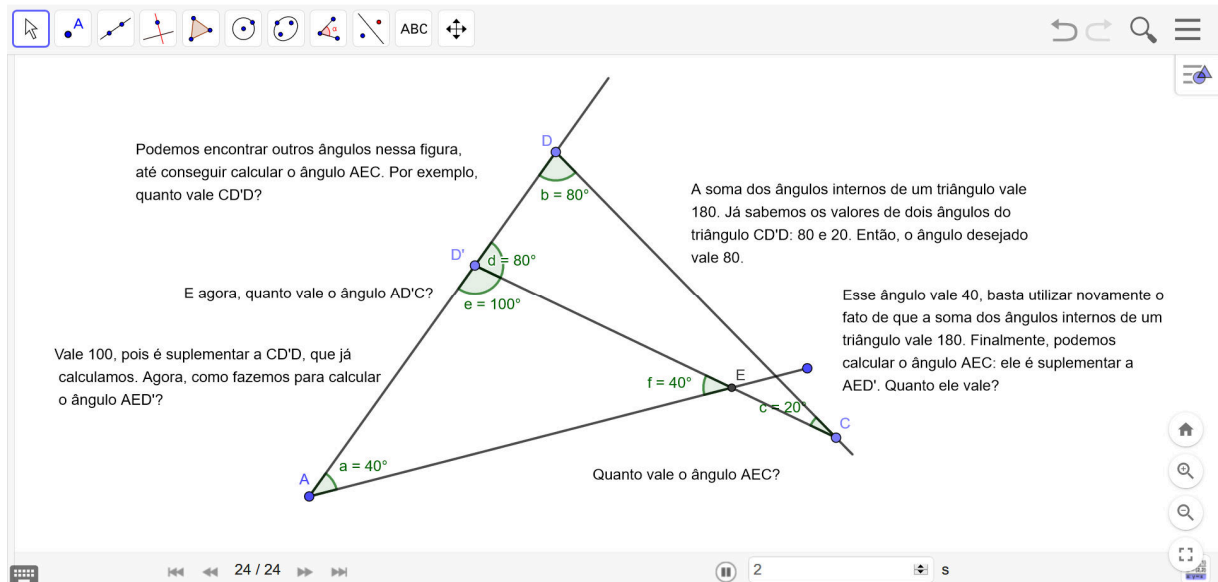 A
ABC
Podemos encontrar outros ângulos nessa figura,
até conseguir calcular o ângulo AEC. Por exemplo,
quanto vale CD'D?
D
b = 80°
A soma dos ângulos internos de um triângulo vale
180. Já sabemos os valores de dois ângulos do
triângulo CD'D: 80 e 20. Então, o ângulo desejado
vale 80.
D'
d = 80°
E agora, quanto vale o ângulo AD'C?
e = 100°
Esse ângulo vale 40, basta utilizar novamente o
fato de que a soma dos ângulos internos de um
triângulo vale 180. Finalmente, podemos
calcular o ângulo AEC: ele é suplementar a
AED'. Quanto ele vale?
Vale 100, pois é suplementar a CD'D, que já
calculamos. Agora, como fazemos para calcular
o ângulo AED'?
f = 40°
E
c = 20°
C
a = 40°
A
Quanto vale o ângulo AEC?
24 / 24
2
s